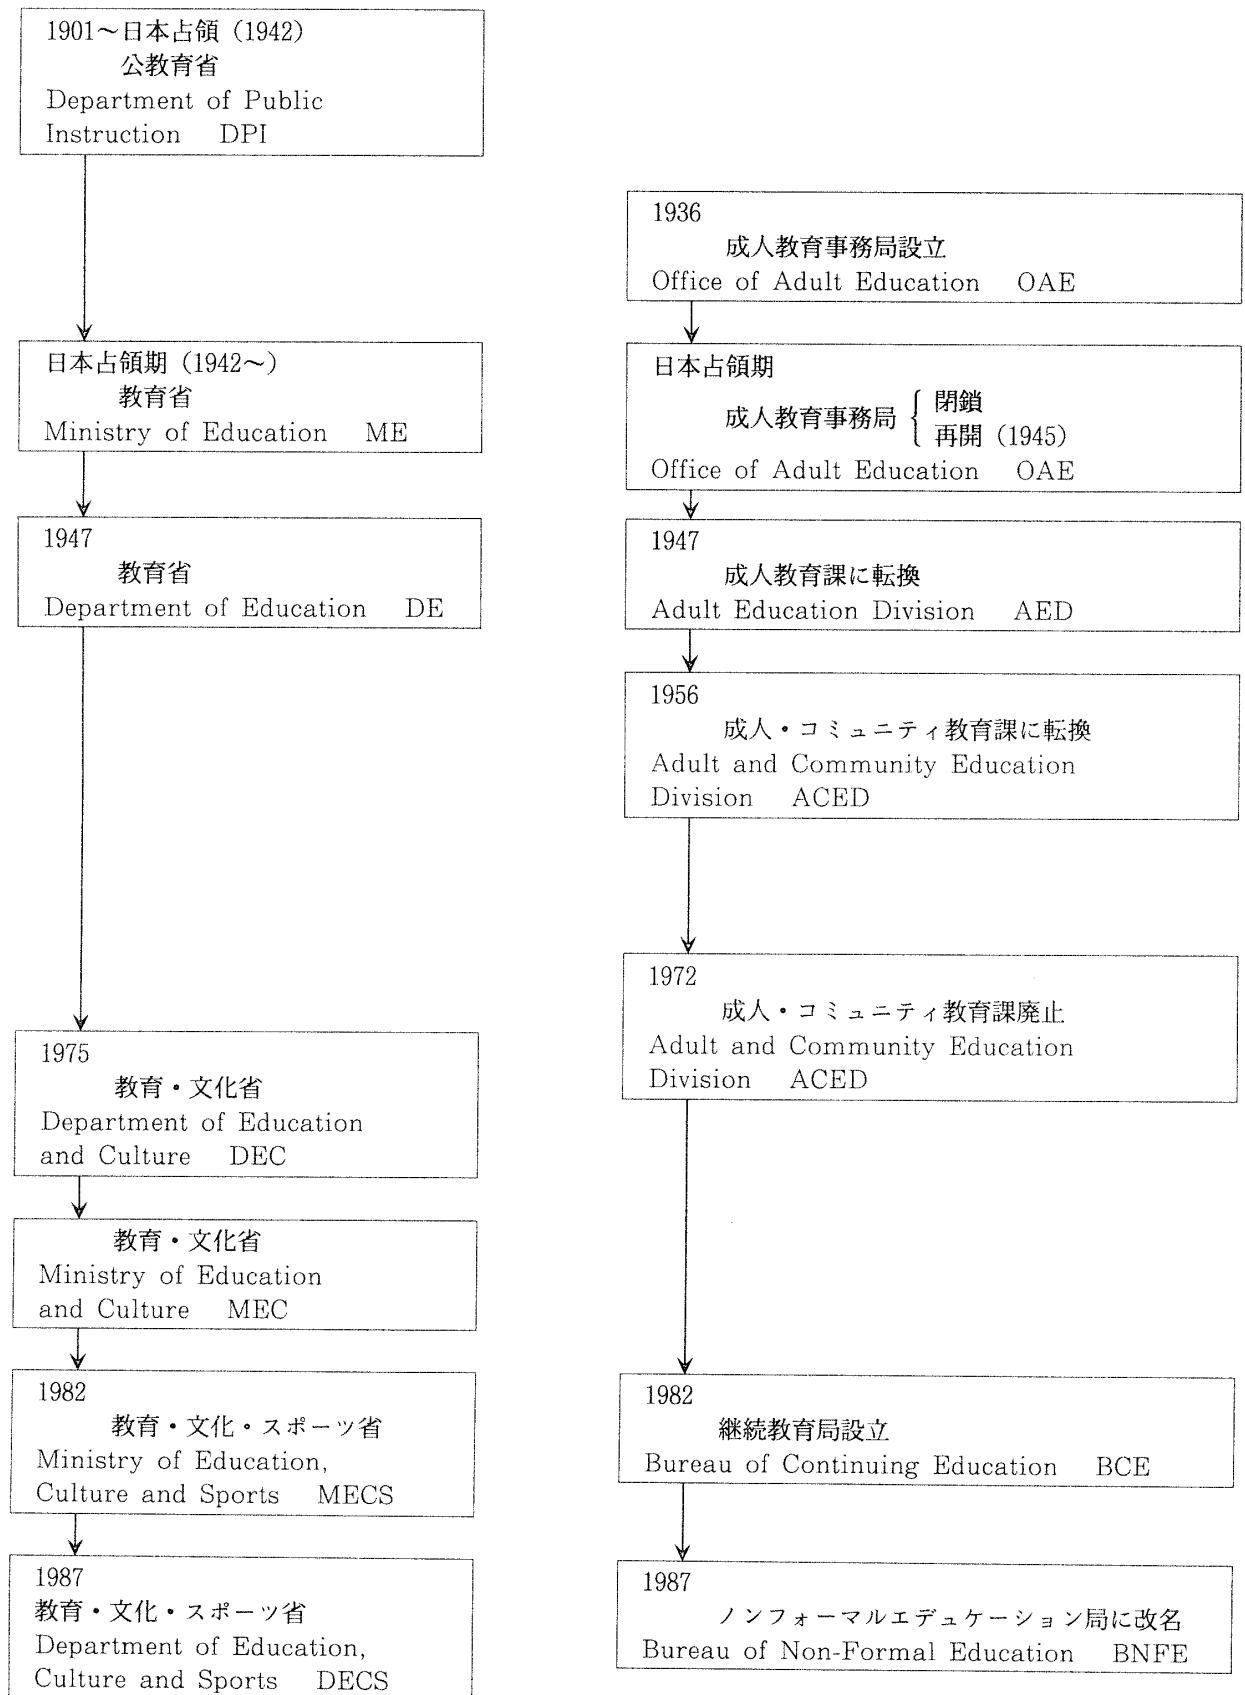 1901～日本占領（1942）
公教育省
Department of Public
Instruction DPI
日本占領期（1942～）
教育省
Ministry of Education ME
1947
教育省
Department of Education DE
1975
教育・文化省
Department of Education
and Culture DEC
教育・文化省
Ministry of Education
and Culture MEC
1982
教育・文化・スポーツ省
Ministry of Education,
Culture and Sports MECS
1987
教育・文化・スポーツ省
Department of Education,
Culture and Sports DECS
1936
成人教育事務局設立
Office of Adult Education OAE
日本占領期
成人教育事務局
閉鎖
再開（1945）
Office of Adult Education OAE
1947
成人教育課に転換
Adult Education Division AED
1956
成人・コミュニティ教育課に転換
Adult and Community Education
Division ACED
1972
成人・コミュニティ教育課廃止
Adult and Community Education
Division ACED
1982
継続教育局設立
Bureau of Continuing Education BCE
1987
ノンフォーマルエデュケーション局に改名
Bureau of Non-Formal Education BNFE